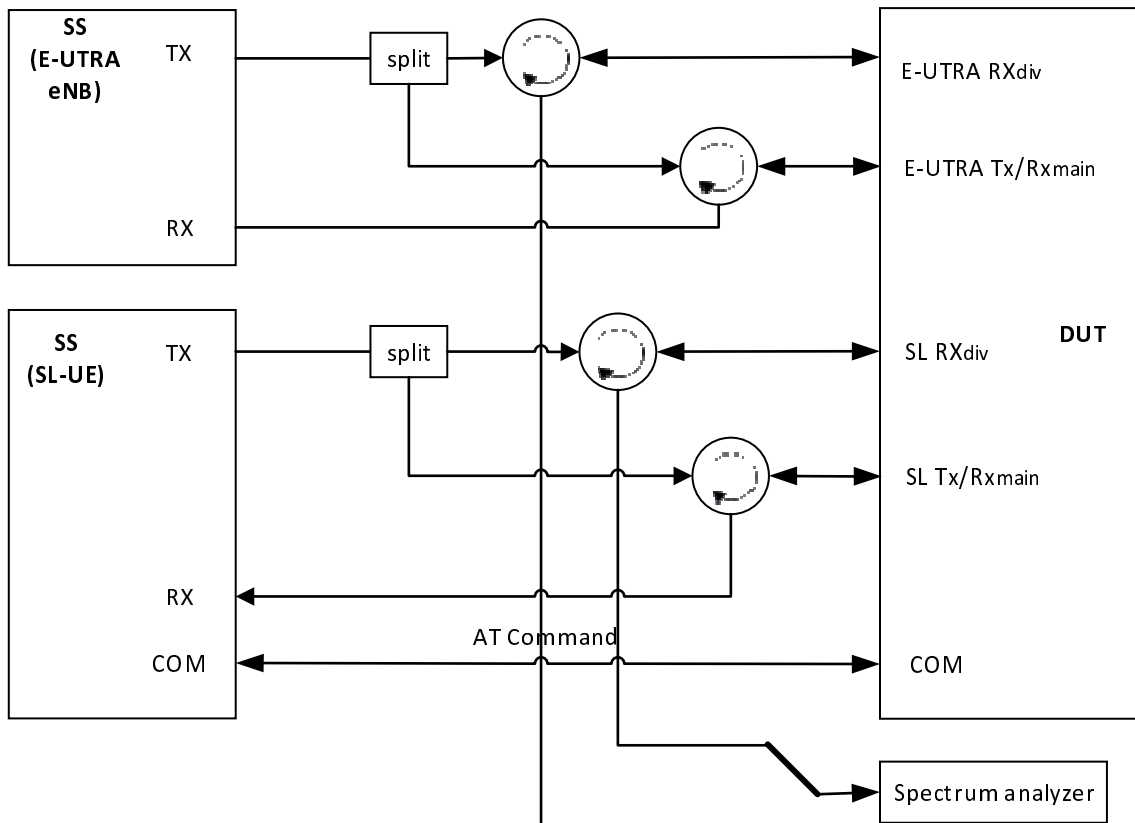 SS
(E-UTRA
eNB)
TX
split
E-UTRA RXdiv
E-UTRA Tx/Rxmain
RX
SS
(SL-UE)
TX
split
SL RXdiv
DUT
SL Tx/Rxmain
RX
AT Command
COM
COM
Spectrum analyzer